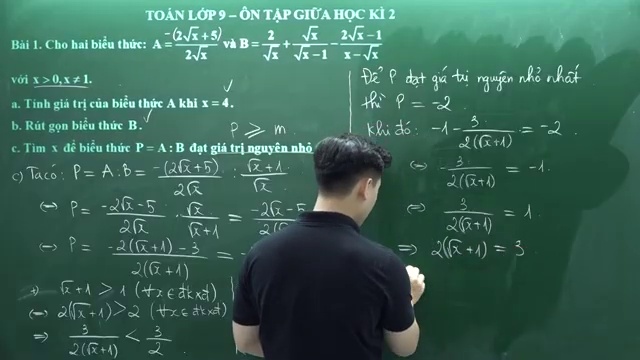 TOÁN LỚP 9 – ÔN TẬP GIỮA HỌC KÌ 2
Bài 1. Cho hai biểu thức: A = -(2√x+5)/2√x và B = 2/√x + √x/(√x-1) - (2√x-1)/(x-√x)
với x > 0, x ≠ 1.
a. Tính giá trị của biểu thức A khi x = 4. ✓
b. Rút gọn biểu thức B. ✓
P ≥ m
c. Tìm x để biểu thức P = A : B đạt giá trị nguyên nhỏ
c) Ta có: P = A : B = -(2√x+5)/2√x : (√x+1)/√x
⇔ P = (-2√x-5)/2√x . √x/(√x+1) = (-2√x-5)/
⇔ P = (-2(√x+1)-3)/2(√x+1) =
+) √x+1 > 1 (∀x ∈ đkxđ)
⇔ 2(√x+1) > 2 (∀x ∈ đkxđ)
⇒ 3/2(√x+1) < 3/2
Để P đạt giá trị nguyên nhỏ nhất
thì P = -2
Khi đó: -1 - 3/2(√x+1) = -2.
⇔ -3/2(√x+1) = -1.
⇔ 3/2(√x+1) = 1
⇒ 2(√x+1) = 3